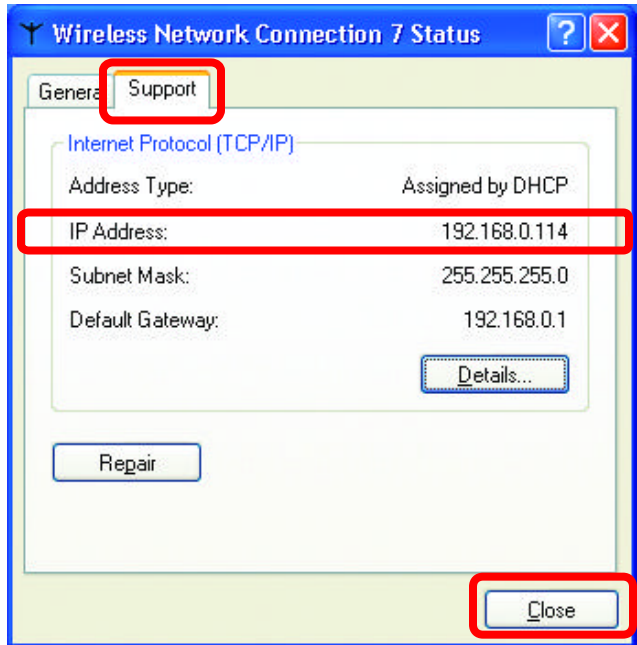 Wireless Network Connection 7 Status
General Support
Internet Protocol (TCP/IP)
Address Type: Assigned by DHCP
IP Address: 192.168.0.114
Subnet Mask: 255.255.255.0
Default Gateway: 192.168.0.1
Details...
Repair
Close